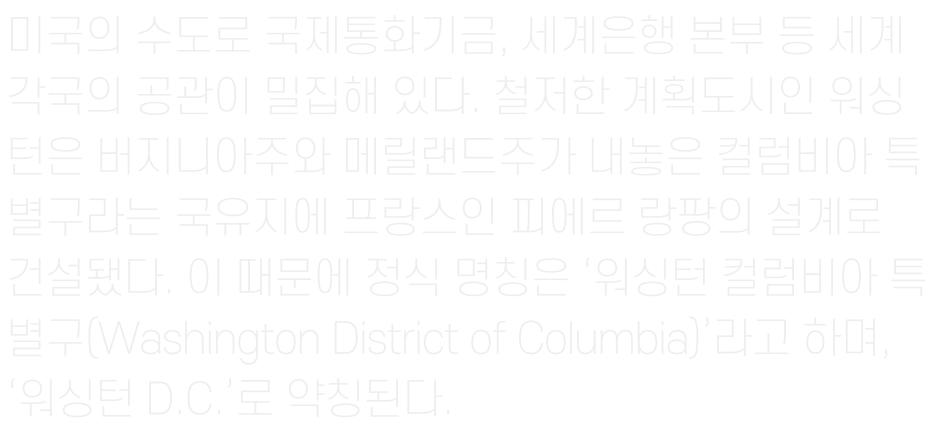 미국의 수도로 국제통화기금, 세계은행 본부 등 세계
각국의 공관이 밀집해 있다. 철저한 계획도시인 워싱
턴은 버지니아주와 메릴랜드주가 내놓은 컬럼비아 특
별구라는 국유지에 프랑스인 피에르 랑팡의 설계로
건설됐다. 이 때문에 정식 명칭은 ‘워싱턴 컬럼비아 특
별구(Washington District of Columbia)’라고 하며,
‘워싱턴 D.C.’로 약칭된다.